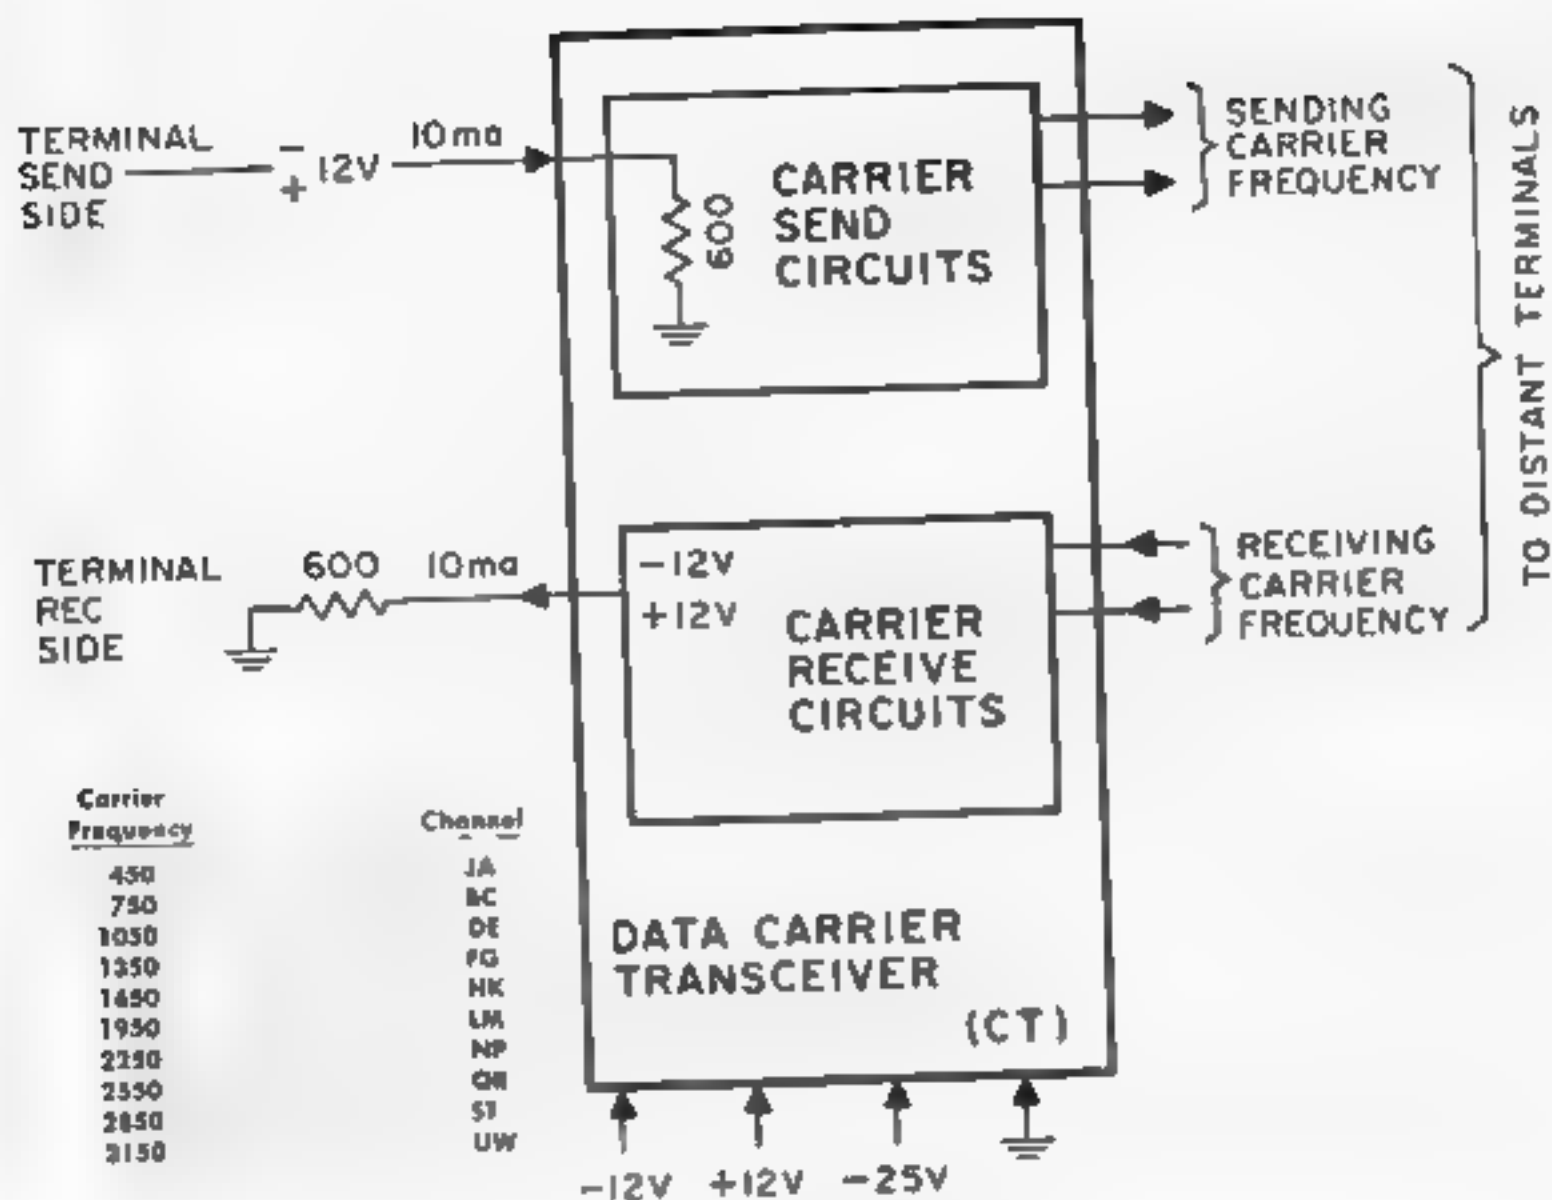 TERMINAL
SEND
SIDE
-
+
12V
10ma
600
CARRIER
SEND
CIRCUITS
SENDING
CARRIER
FREQUENCY
TO DISTANT TERMINALS
TERMINAL
REC
SIDE
600
10ma
-12V
+12V
CARRIER
RECEIVE
CIRCUITS
RECEIVING
CARRIER
FREQUENCY
Carrier
Frequency
Channel
450 JA
750 BC
1050 DE
1350 FG
1650 HK
1950 LM
2250 NP
2550 QR
2850 ST
3150 UW
DATA CARRIER
TRANSCEIVER
(CT)
-12V +12V -25V